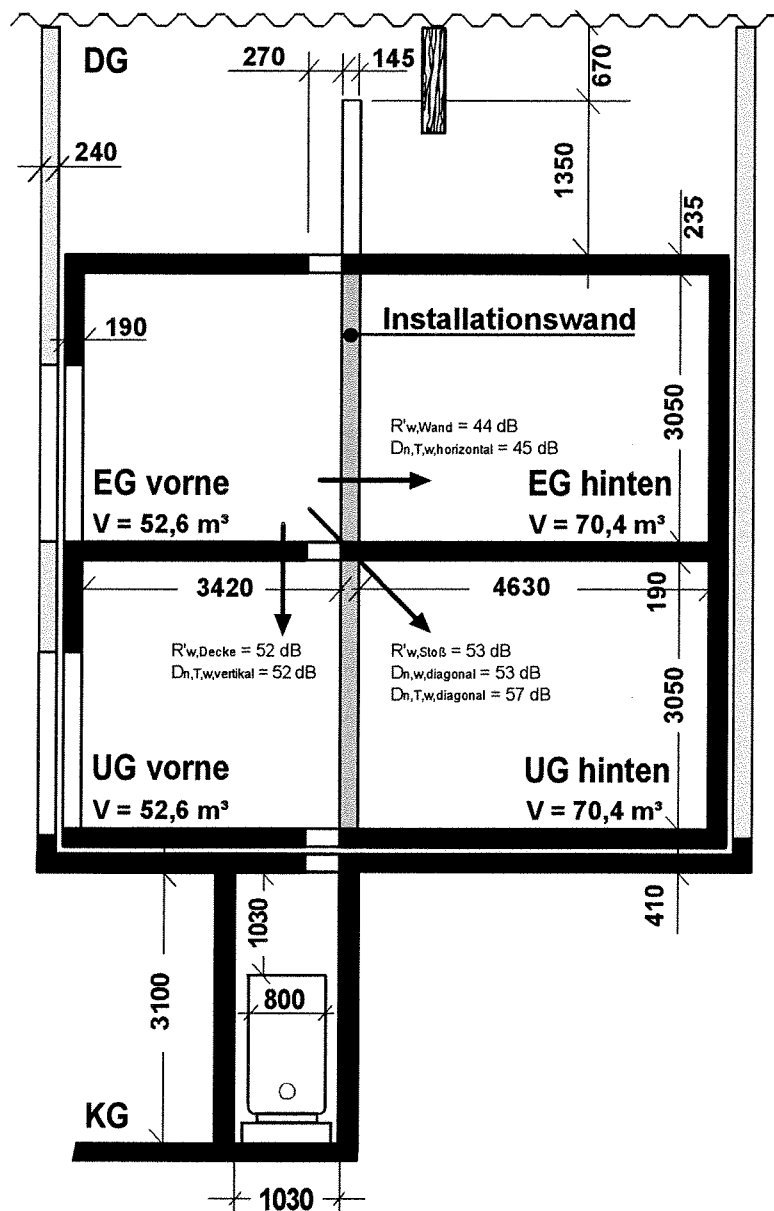 DG
270
145
670
240
1350
235
190
Installationswand
R'w,Wand = 44 dB
Dn,T,w,horizontal = 45 dB
3050
EG vorne
V = 52,6 m³
EG hinten
V = 70,4 m³
3420
4630
190
R'w,Decke = 52 dB
Dn,T,w,vertikal = 52 dB
R'w,Stoß = 53 dB
Dn,w,diagonal = 53 dB
Dn,T,w,diagonal = 57 dB
3050
UG vorne
V = 52,6 m³
UG hinten
V = 70,4 m³
1030
410
3100
800
KG
1030